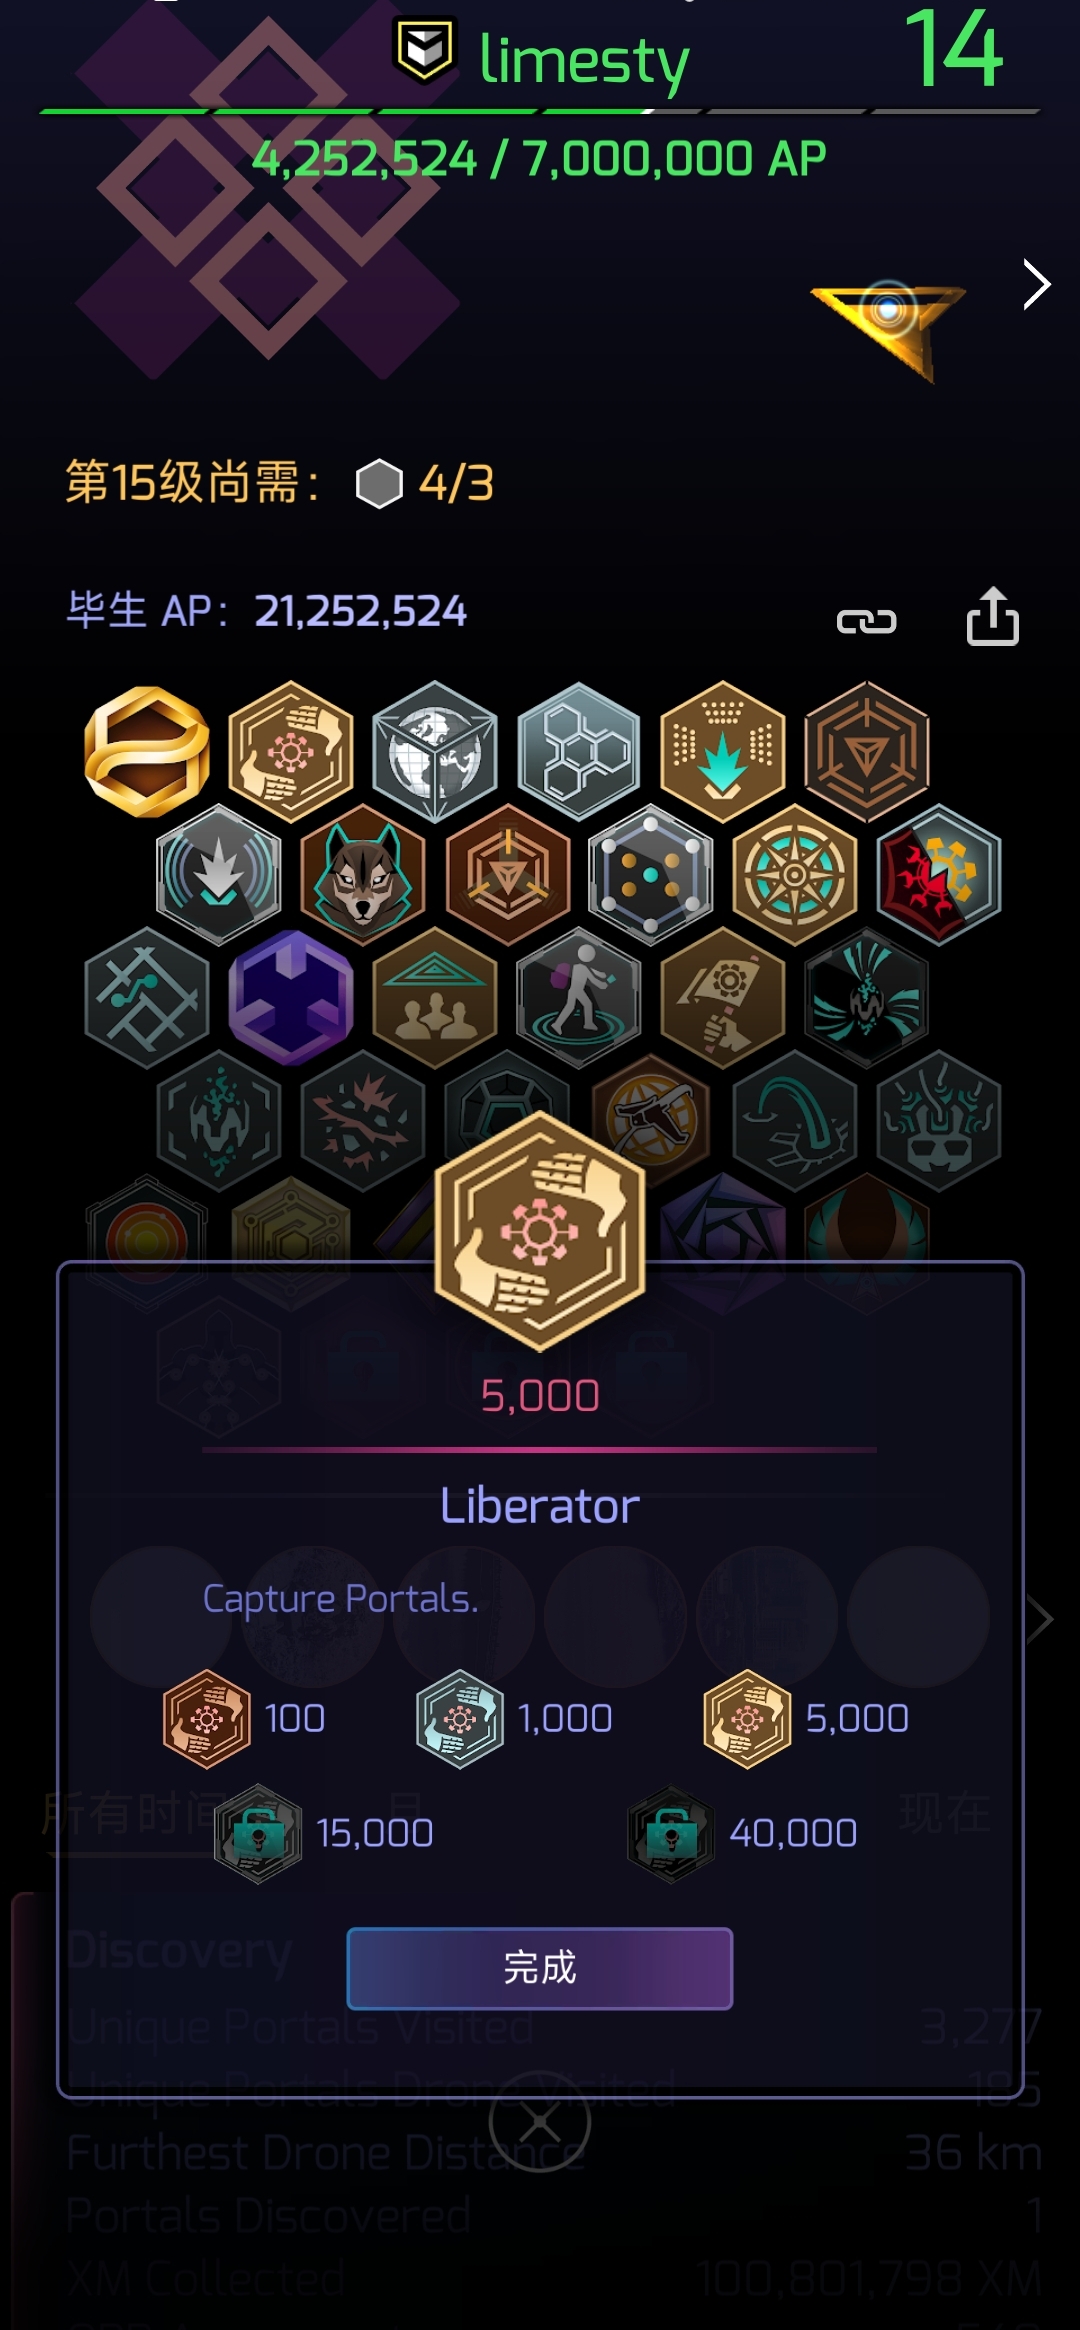 limesty 14
4,252,524 / 7,000,000 AP
第15级尚需： 4/3
毕生 AP： 21,252,524
5,000
Liberator
Capture Portals.
100 1,000 5,000
15,000 40,000
所有时间 月 现在
完成
Discovery
Unique Portals Visited 3,277
Unique Portals Drone Visited 185
Furthest Drone Distance 36 km
Portals Discovered 1
XM Collected 100,801,798 XM